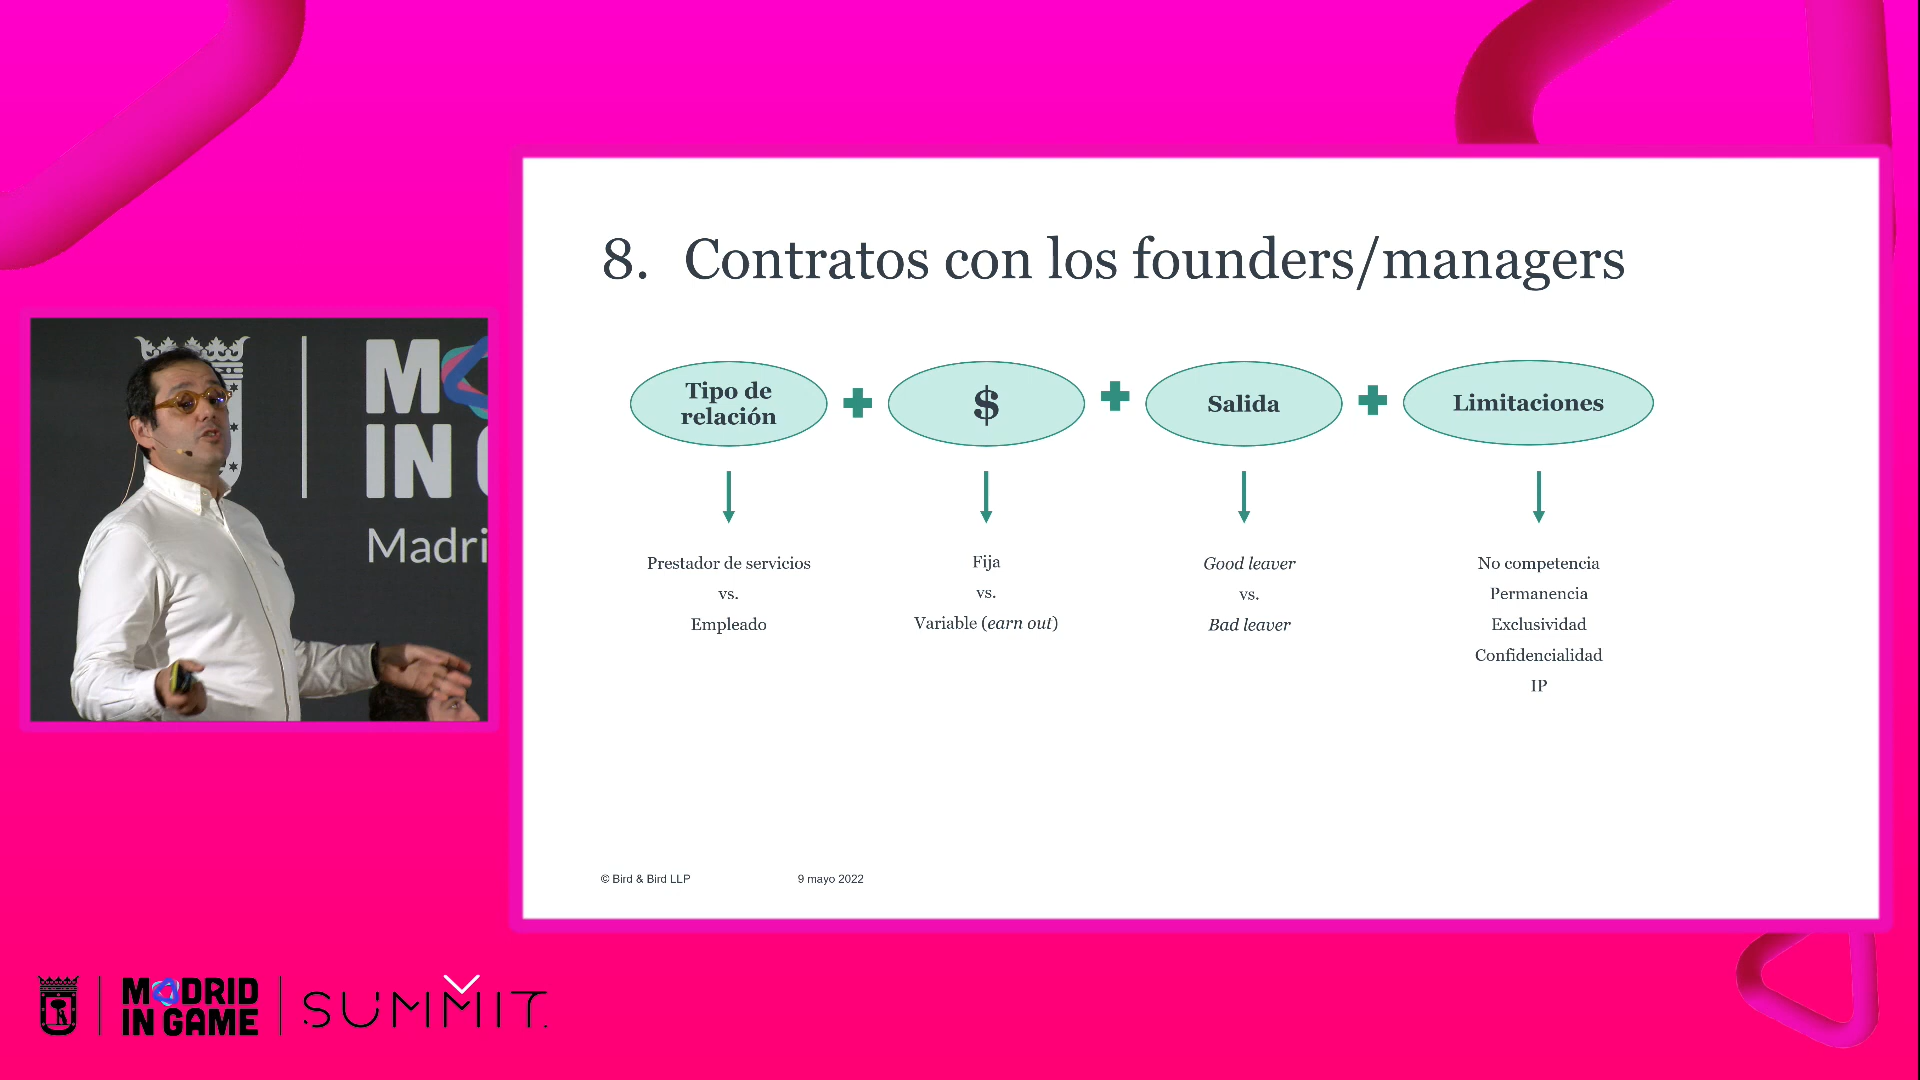 8. Contratos con los founders/managers
Tipo de
relación
$
Salida
Limitaciones
Prestador de servicios
vs.
Empleado
Fija
vs.
Variable (earn out)
Good leaver
vs.
Bad leaver
No competencia
Permanencia
Exclusividad
Confidencialidad
IP
© Bird & Bird LLP
9 mayo 2022
M
IN
Madri
MADRID
IN GAME
SUMMIT.